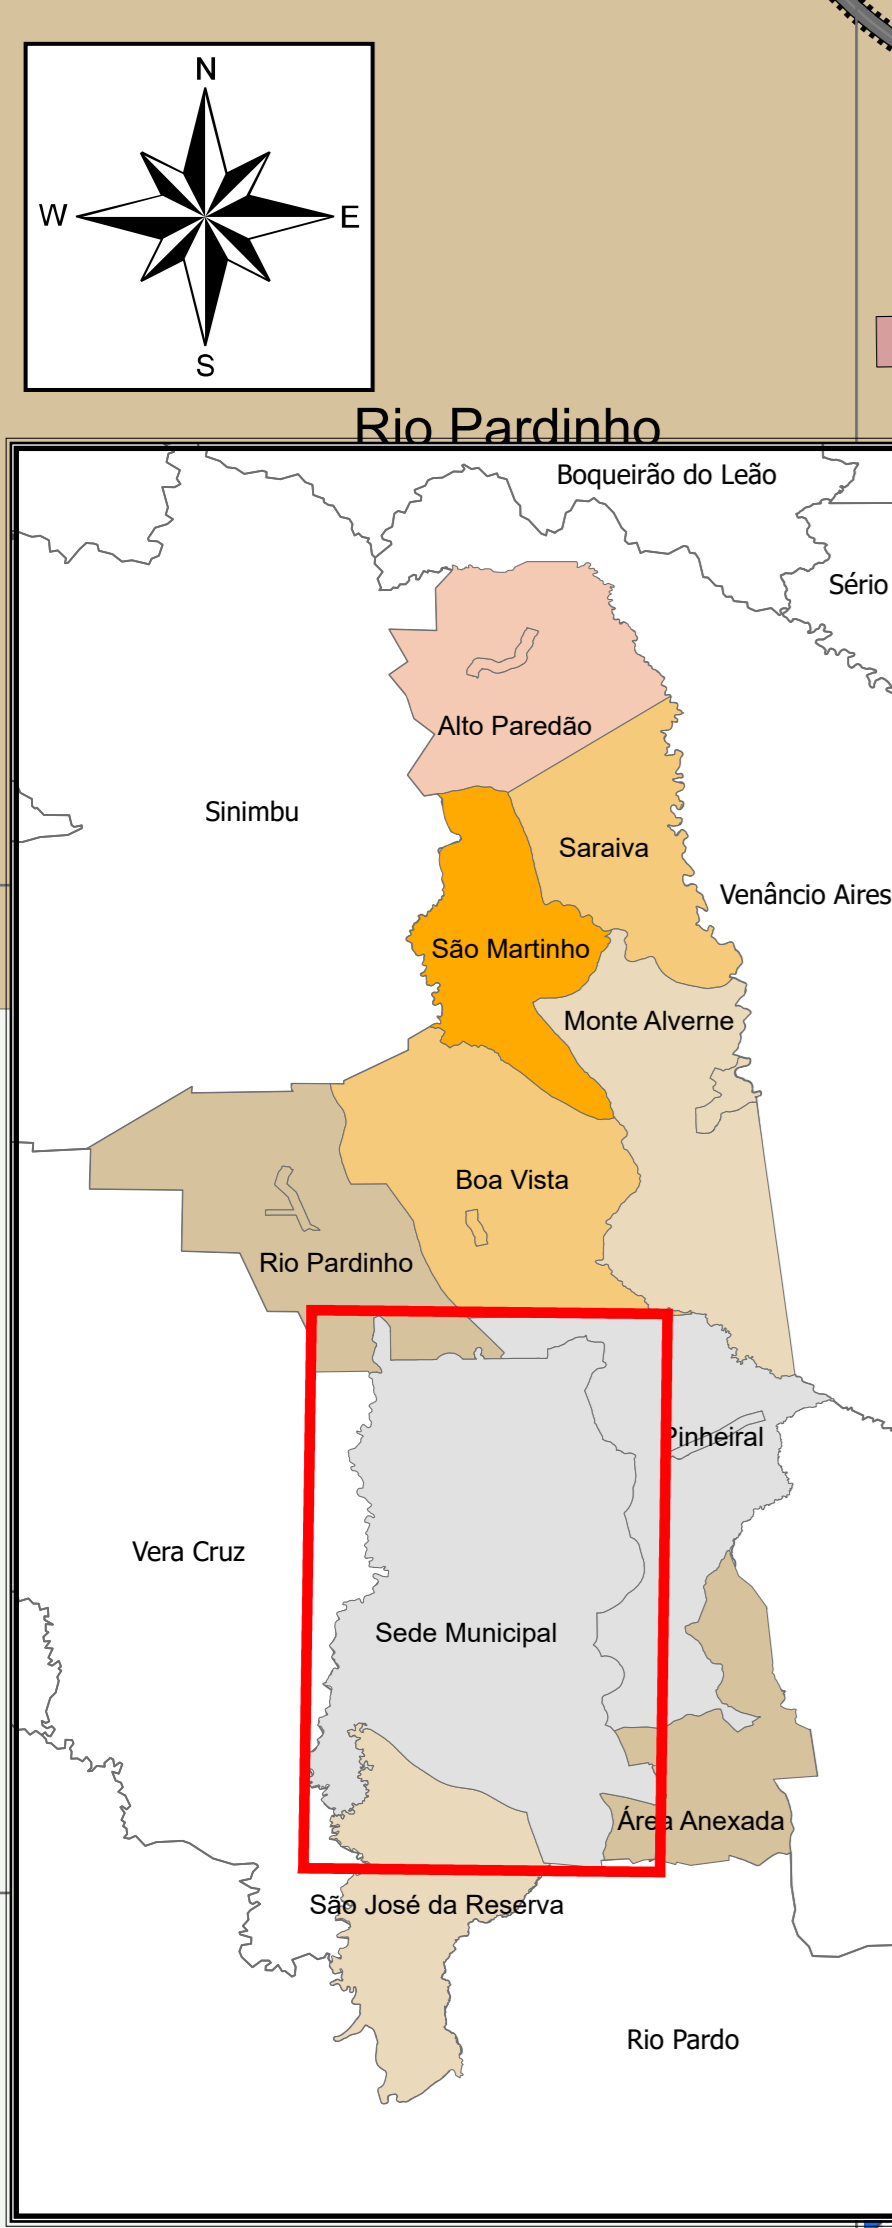 N
W
E
S
Rio Pardinho
Boqueirão do Leão
Sério
Alto Paredão
Sinimbu
Saraiva
Venâncio Aires
São Martinho
Monte Alverne
Boa Vista
Rio Pardinho
Pinheiral
Vera Cruz
Sede Municipal
Área Anexada
São José da Reserva
Rio Pardo